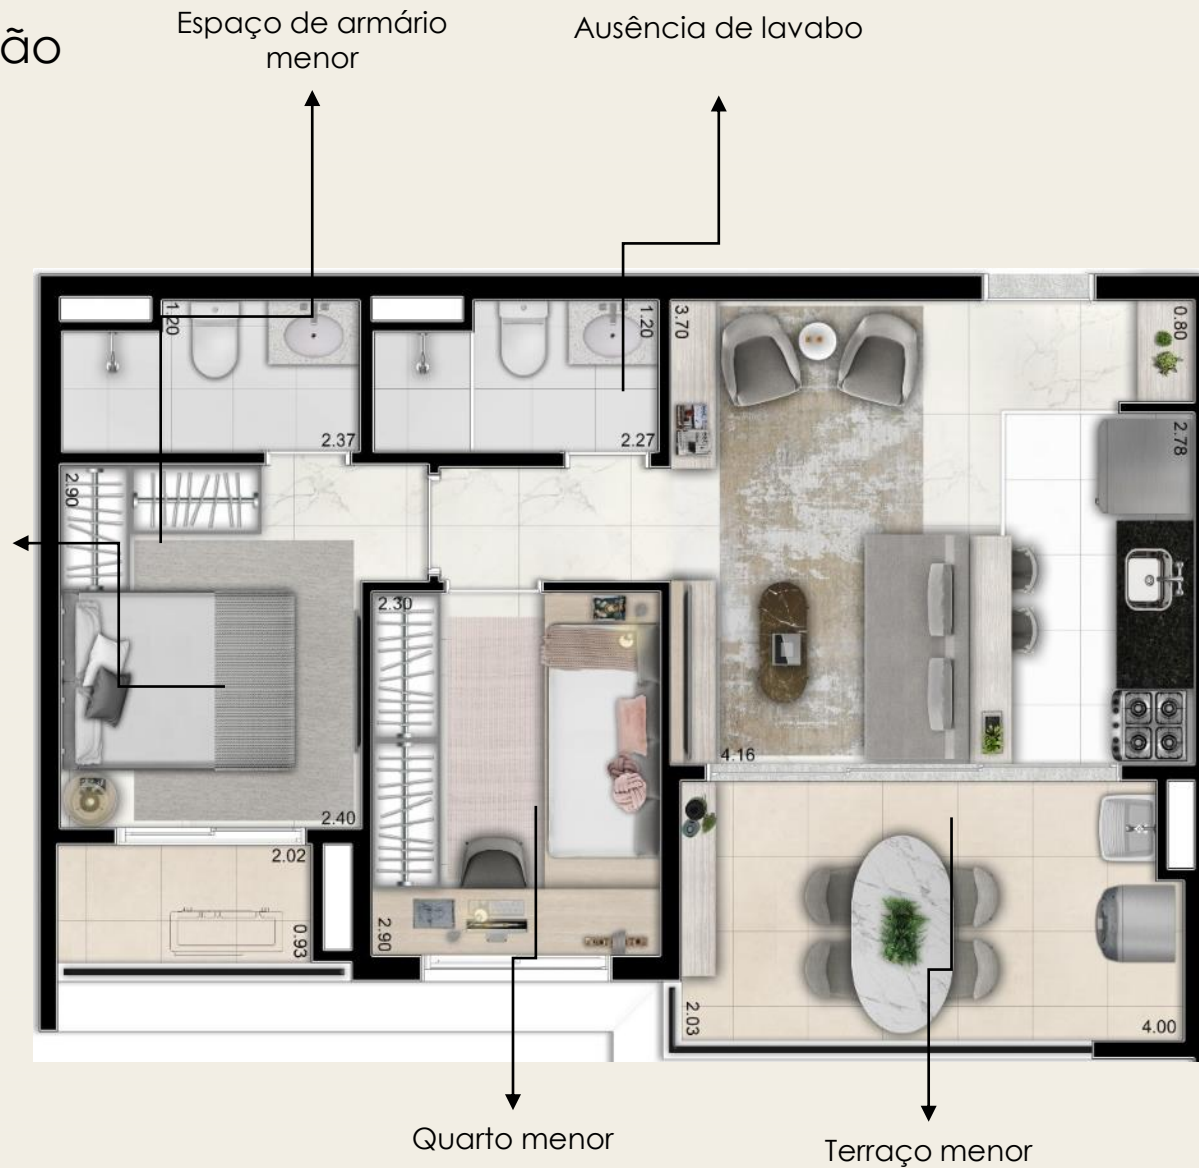 ão
Espaço de armário
menor
Ausência de lavabo
1.20
1.20
3.70
0.80
2.37
2.27
2.78
2.90
2.30
4.16
2.40
2.02
0.93
2.90
2.03
4.00
Quarto menor
Terraço menor